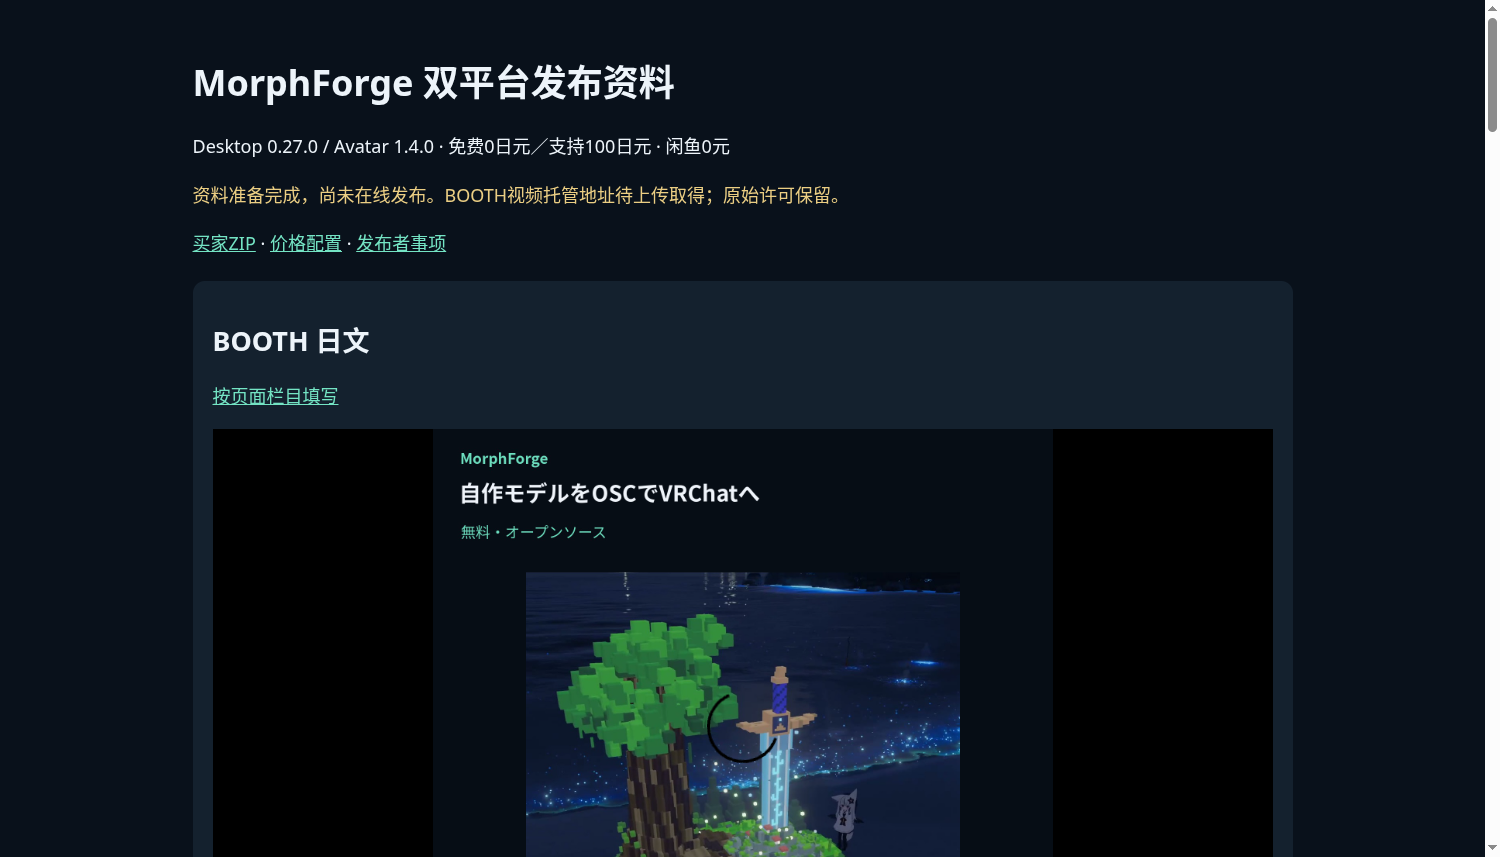 MorphForge 双平台发布资料
Desktop 0.27.0 / Avatar 1.4.0 · 免费0日元／支持100日元 · 闲鱼0元
资料准备完成，尚未在线发布。BOOTH视频托管地址待上传取得；原始许可保留。
买家ZIP · 价格配置 · 发布者事项
BOOTH 日文
按页面栏目填写
MorphForge
自作モデルをOSCでVRChatへ
無料・オープンソース